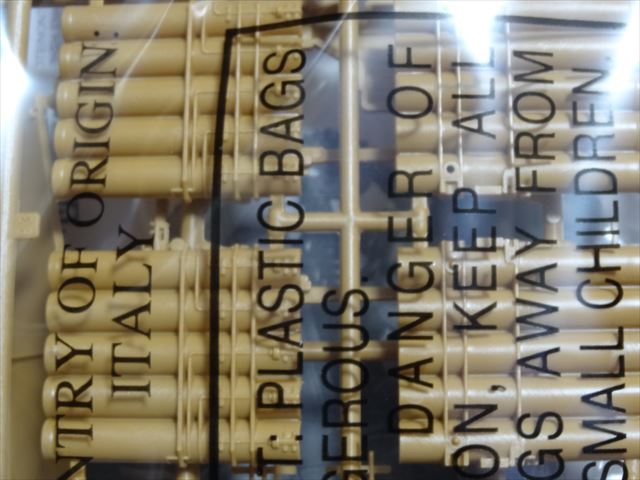 NTRY OF ORIGIN:
ITALY
T. PLASTIC BAGS
GEROUS.
DANGER OF
ON, KEEP ALL
GS AWAY FROM
SMALL CHILDREN.